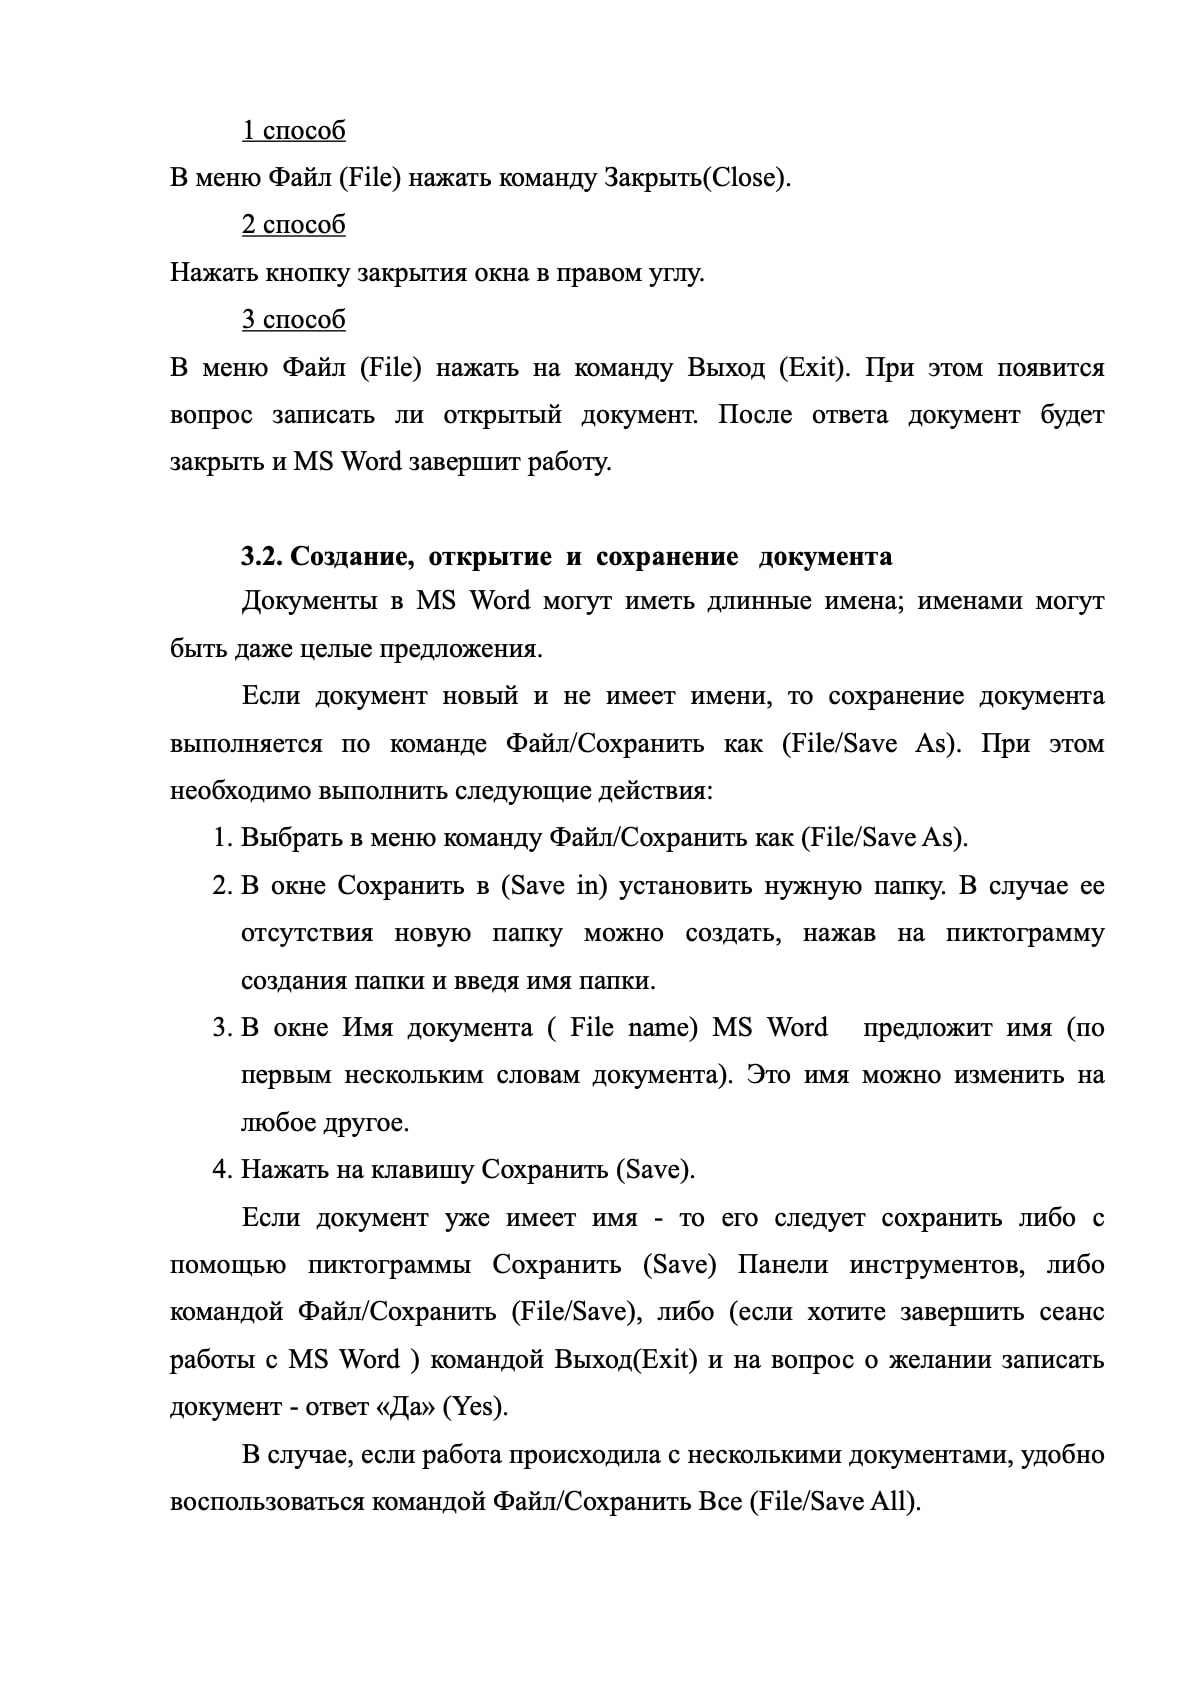 1 способ
В меню Файл (File) нажать команду Закрыть(Close).
2 способ
Нажать кнопку закрытия окна в правом углу.
3 способ
В меню Файл (File) нажать на команду Выход (Exit). При этом появится
вопрос записать ли открытый документ. После ответа документ будет
закрыть и MS Word завершит работу.
3.2. Создание, открытие и сохранение документа
Документы в MS Word могут иметь длинные имена; именами могут
быть даже целые предложения.
Если документ новый и не имеет имени, то сохранение документа
выполняется по команде Файл/Сохранить как (File/Save As). При этом
необходимо выполнить следующие действия:
1. Выбрать в меню команду Файл/Сохранить как (File/Save As).
2. В окне Сохранить в (Save in) установить нужную папку. В случае ее
отсутствия новую папку можно создать, нажав на пиктограмму
создания папки и введя имя папки.
3. В окне Имя документа ( File name) MS Word предложит имя (по
первым нескольким словам документа). Это имя можно изменить на
любое другое.
4. Нажать на клавишу Сохранить (Save).
Если документ уже имеет имя - то его следует сохранить либо с
помощью пиктограммы Сохранить (Save) Панели инструментов, либо
командой Файл/Сохранить (File/Save), либо (если хотите завершить сеанс
работы с MS Word ) командой Выход(Exit) и на вопрос о желании записать
документ - ответ «Да» (Yes).
В случае, если работа происходила с несколькими документами, удобно
воспользоваться командой Файл/Сохранить Все (File/Save All).